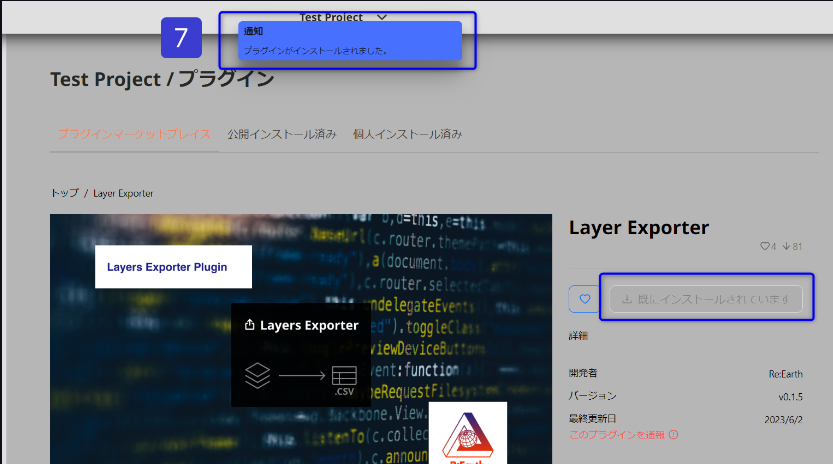 Test Project
7
通知
プラグインがインストールされました。
Test Project / プラグイン
プラグインマーケットプレイス 公開インストール済み 個人インストール済み
トップ / Layer Exporter
Layers Exporter Plugin
Layers Exporter
.csv
Re:Earth
Layer Exporter
4 81
既にインストールされています
詳細
開発者 Re:Earth
バージョン v0.1.5
最終更新日 2023/6/2
このプラグインを通報